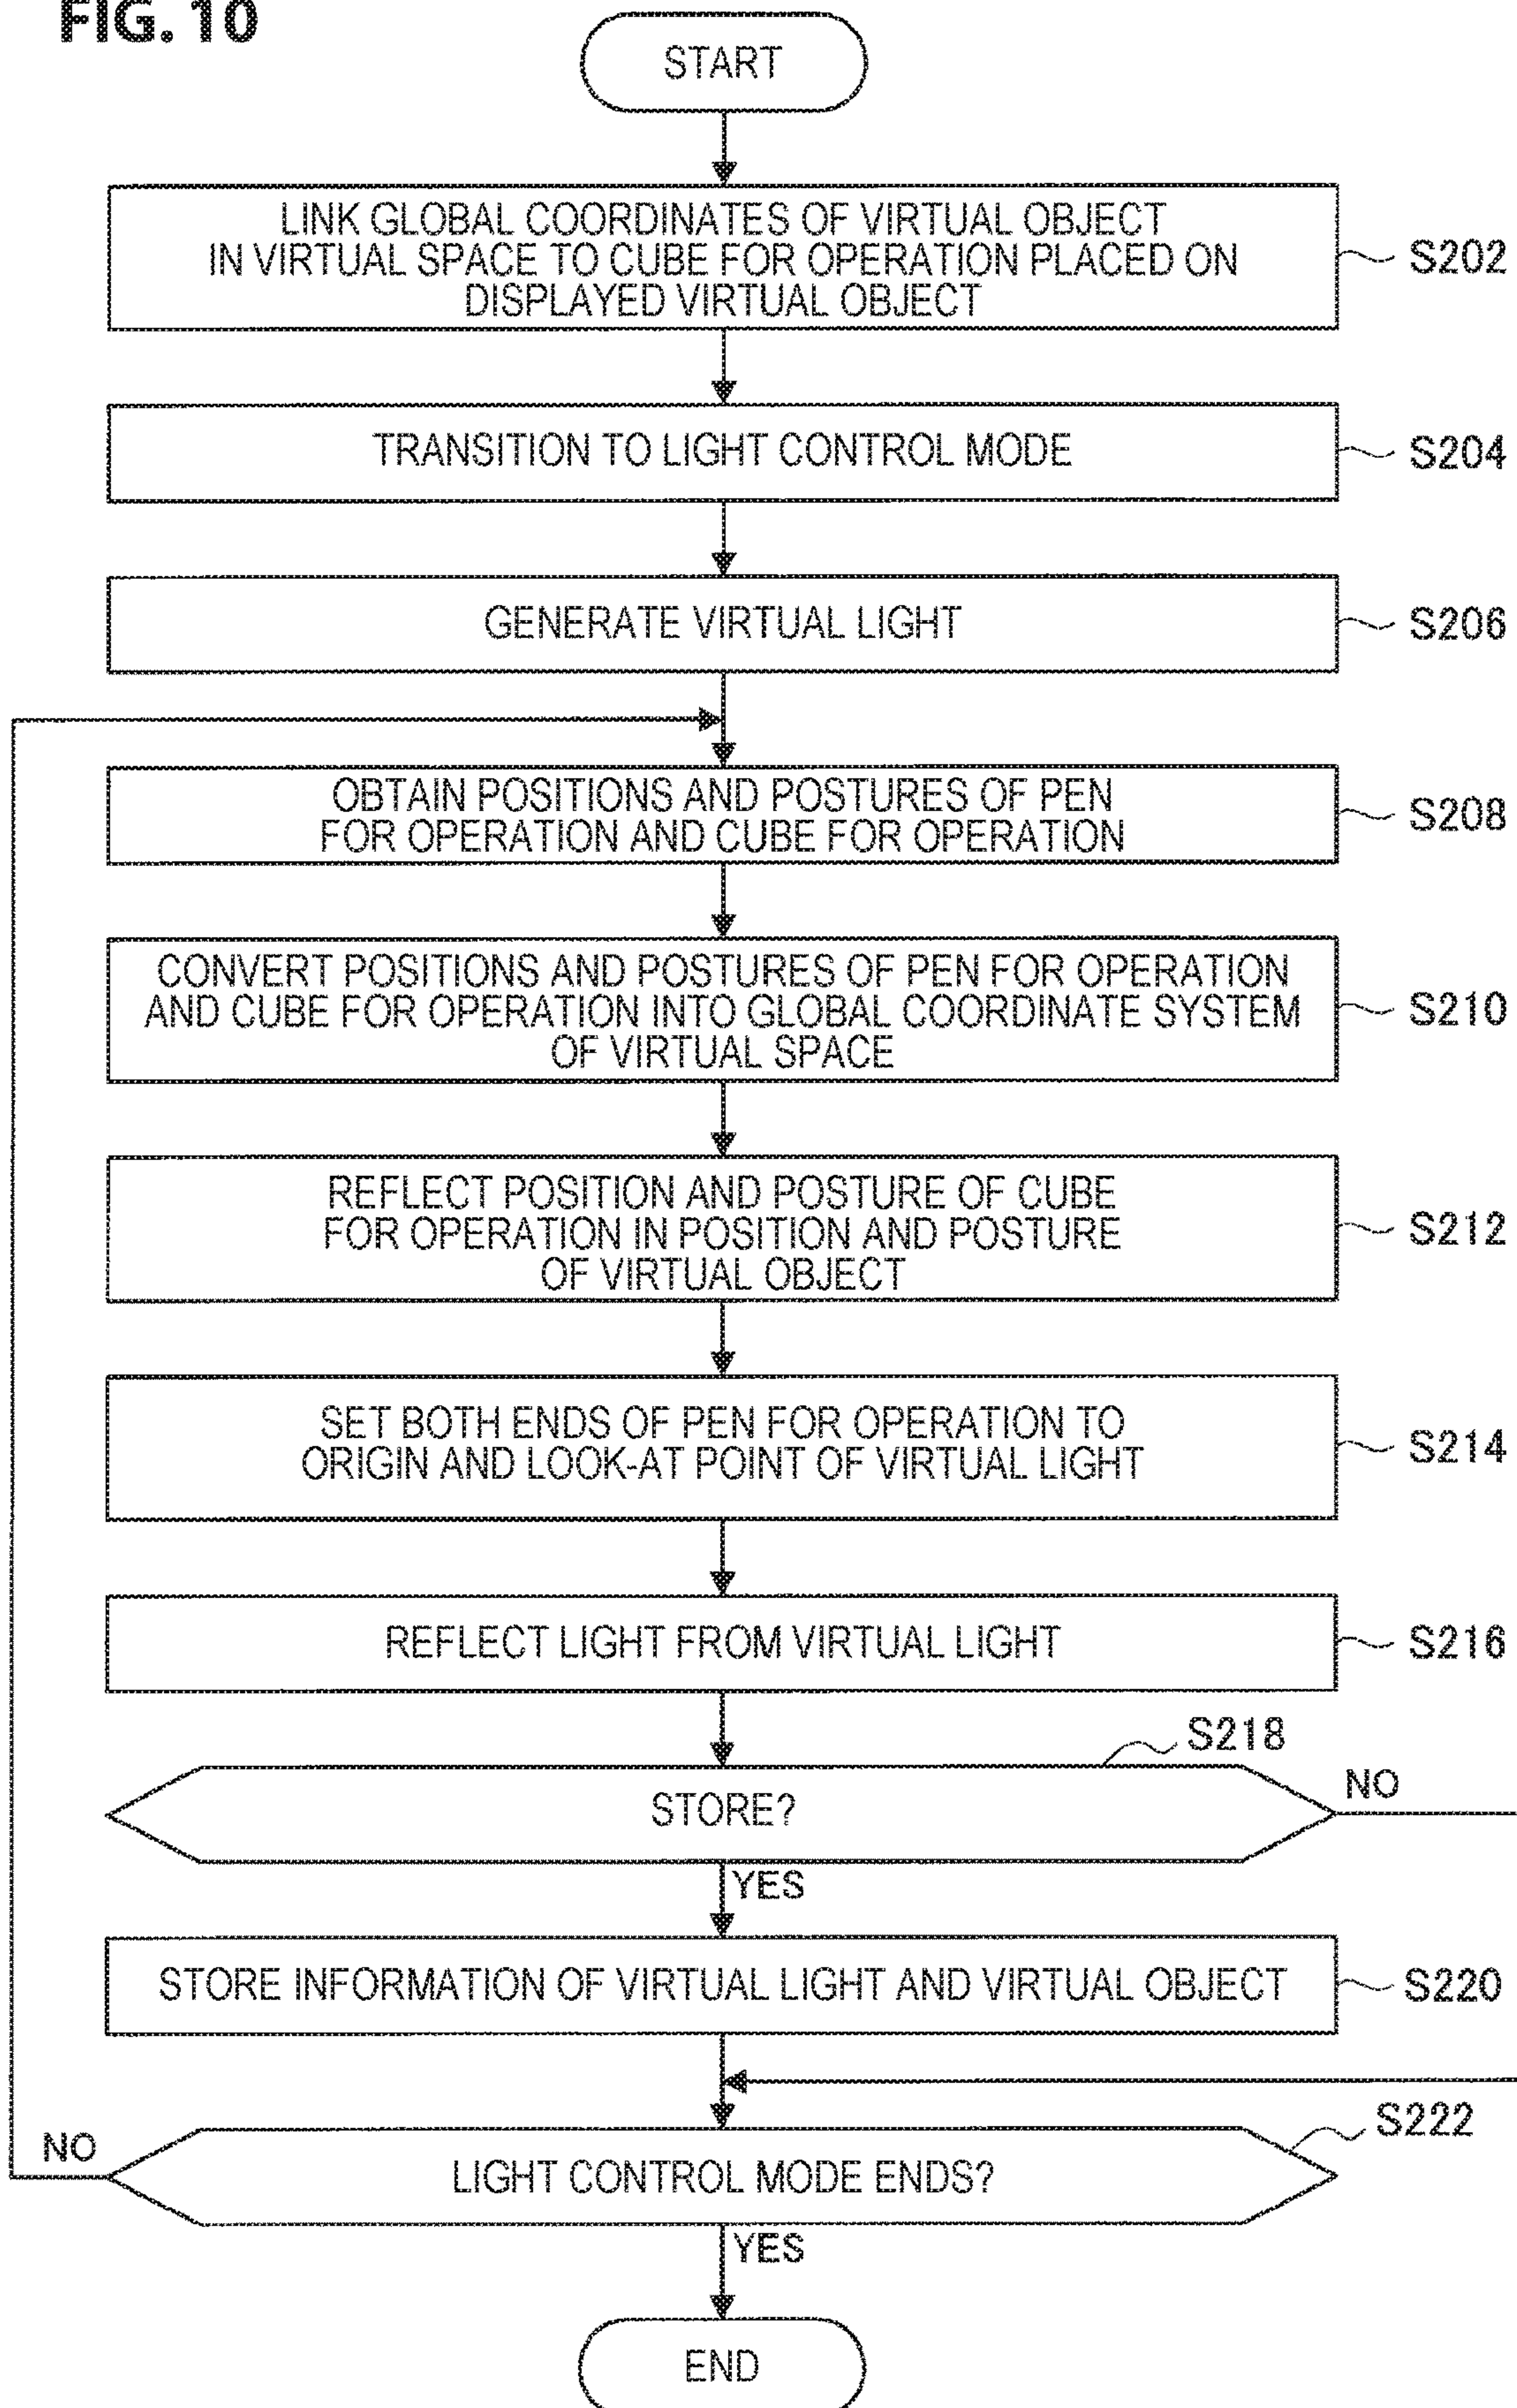 FIG. 10
START
LINK GLOBAL COORDINATES OF VIRTUAL OBJECT
IN VIRTUAL SPACE TO CUBE FOR OPERATION PLACED ON
DISPLAYED VIRTUAL OBJECT
S202
TRANSITION TO LIGHT CONTROL MODE
S204
GENERATE VIRTUAL LIGHT
S206
OBTAIN POSITIONS AND POSTURES OF PEN
FOR OPERATION AND CUBE FOR OPERATION
S208
CONVERT POSITIONS AND POSTURES OF PEN FOR OPERATION
AND CUBE FOR OPERATION INTO GLOBAL COORDINATE SYSTEM
OF VIRTUAL SPACE
S210
REFLECT POSITION AND POSTURE OF CUBE
FOR OPERATION IN POSITION AND POSTURE
OF VIRTUAL OBJECT
S212
SET BOTH ENDS OF PEN FOR OPERATION TO
ORIGIN AND LOOK-AT POINT OF VIRTUAL LIGHT
S214
REFLECT LIGHT FROM VIRTUAL LIGHT
S216
S218
STORE?
NO
YES
STORE INFORMATION OF VIRTUAL LIGHT AND VIRTUAL OBJECT
S220
S222
NO
LIGHT CONTROL MODE ENDS?
YES
END